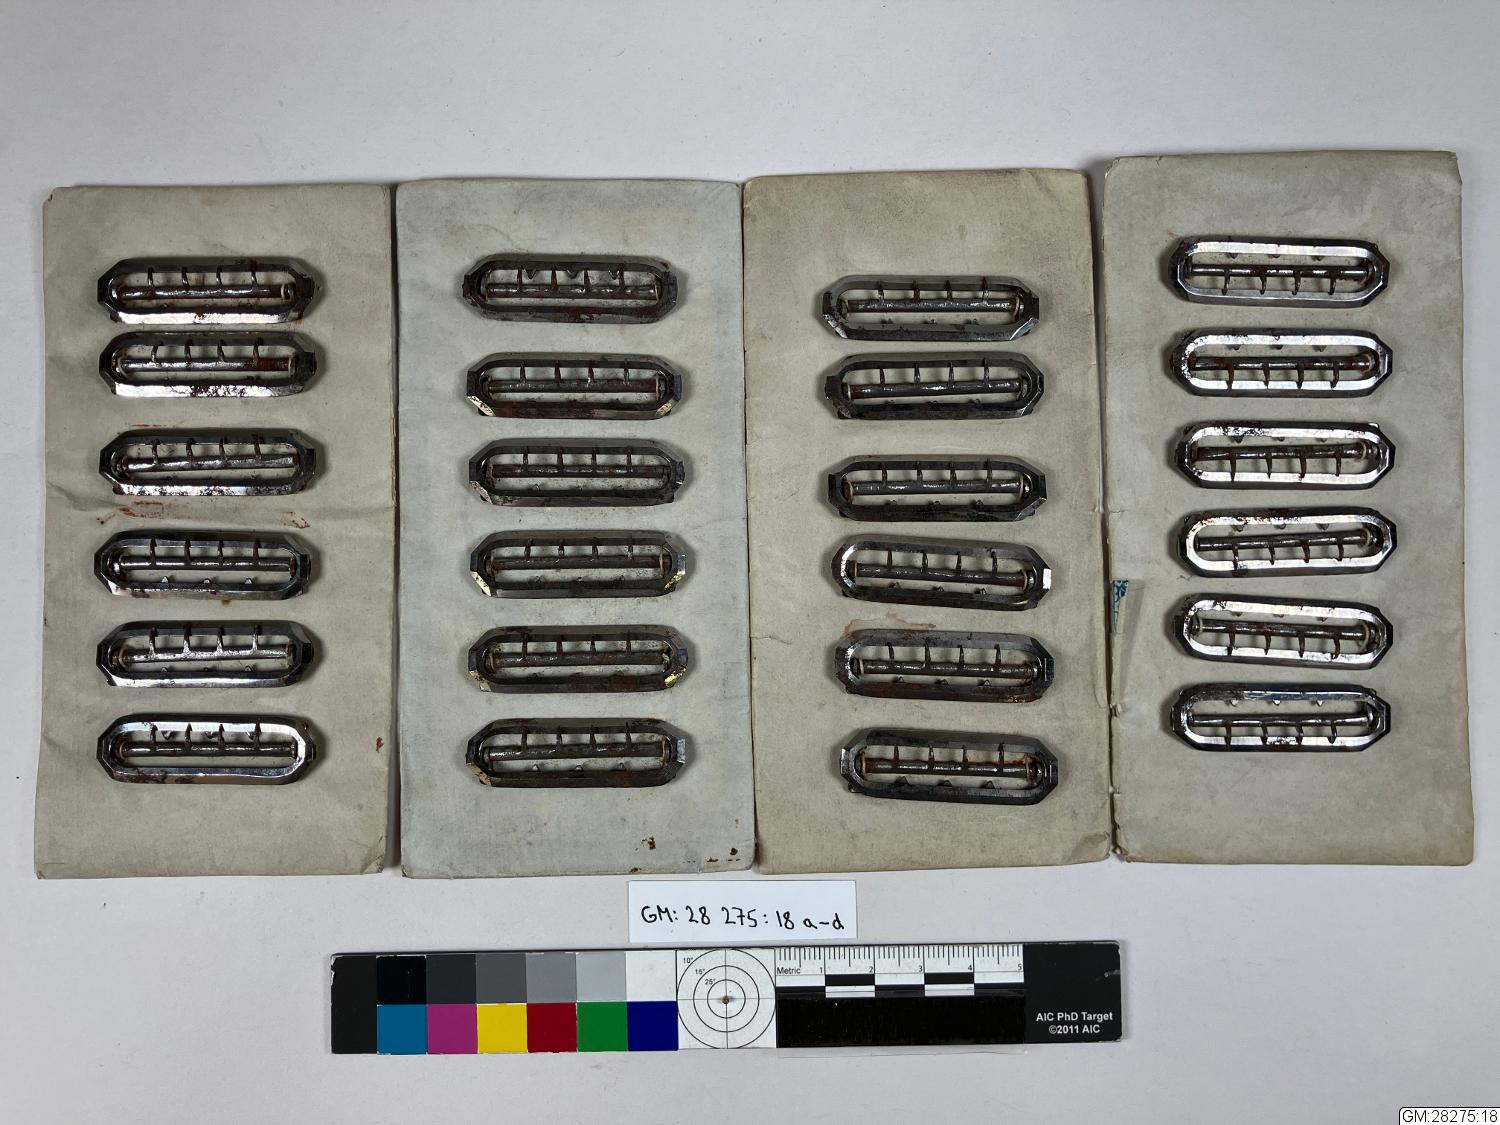 GM: 28 275:18 a-d
10°
15°
25°
Metric 1 2 3 4 5
AIC PhD Target
©2011 AIC
GM:28275:18